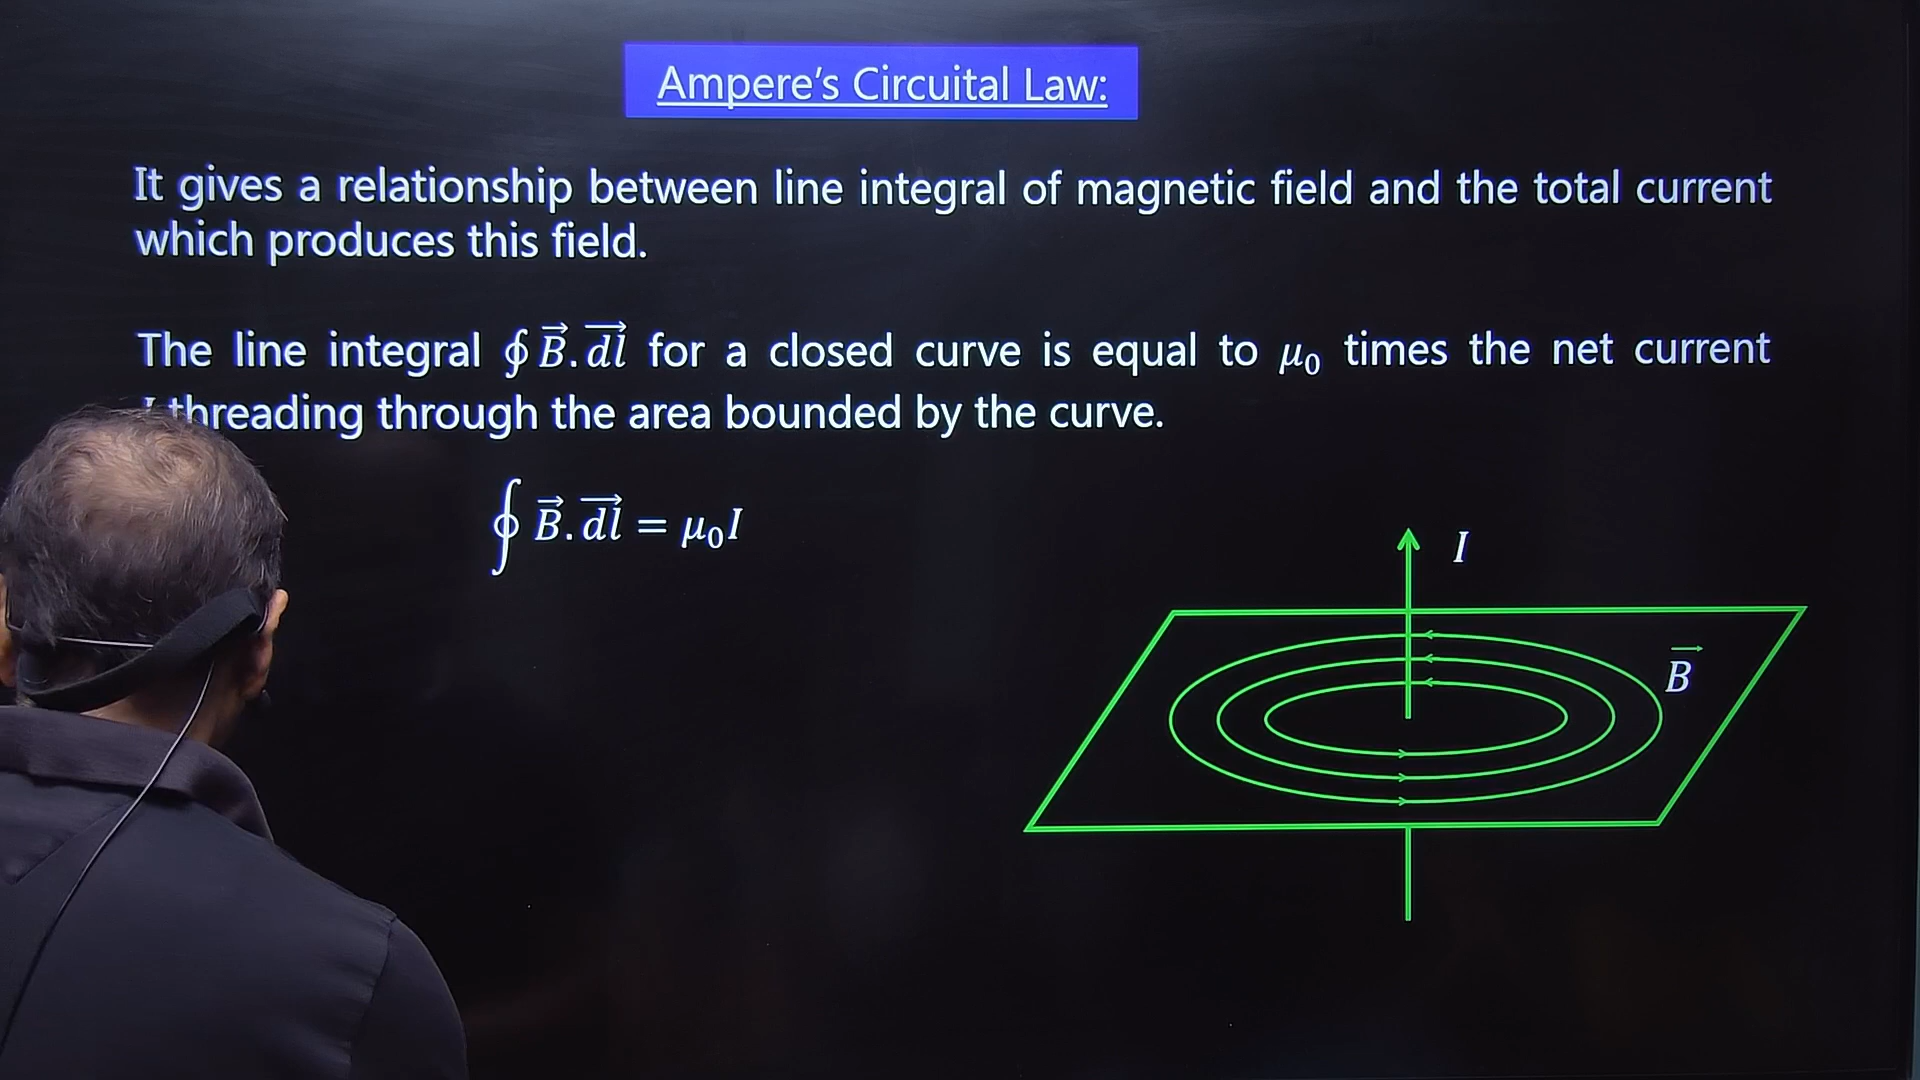 Ampere's Circuital Law:
It gives a relationship between line integral of magnetic field and the total current
which produces this field.
The line integral ∮ B⃗. d⃗l for a closed curve is equal to μ₀ times the net current
I threading through the area bounded by the curve.
∮ B⃗. d⃗l = μ₀I
I
B⃗